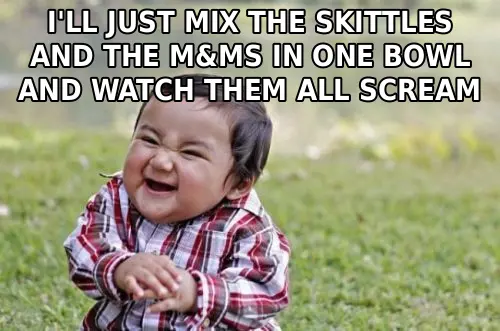 I'LL JUST MIX THE SKITTLES
AND THE M&MS IN ONE BOWL
AND WATCH THEM ALL SCREAM